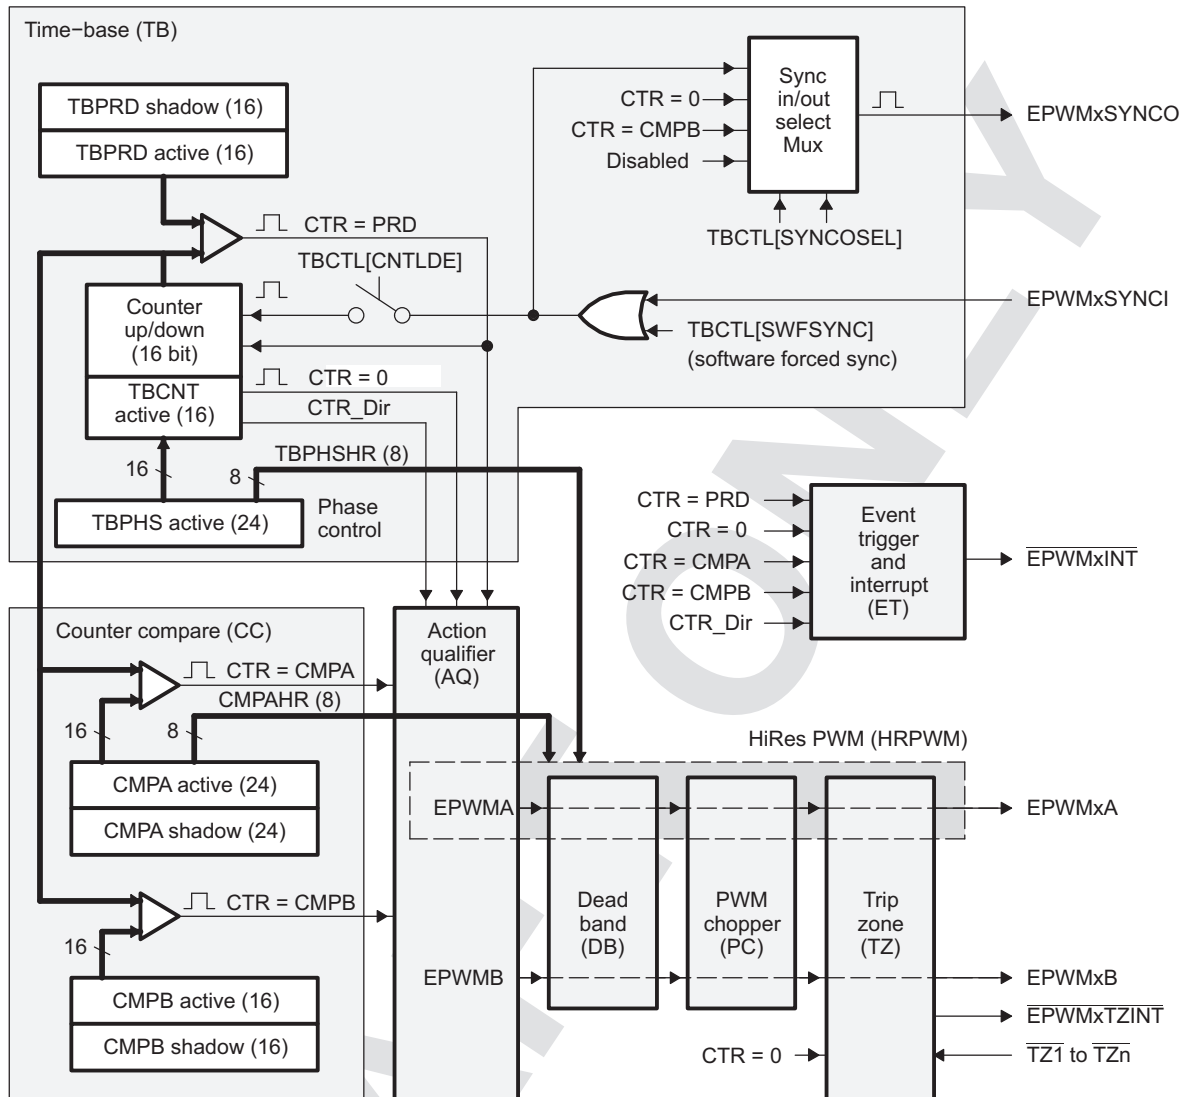 Time−base (TB)
TBPRD shadow (16)
TBPRD active (16)
CTR = PRD
TBCTL[CNTLDE]
Counter
up/down
(16 bit)
TBCNT
active (16)
CTR = 0
CTR_Dir
16
8
TBPHSHR (8)
TBPHS active (24)
Phase
control
CTR = 0
CTR = CMPB
Disabled
Sync
in/out
select
Mux
TBCTL[SYNCOSEL]
EPWMxSYNCO
EPWMxSYNCI
TBCTL[SWFSYNC]
(software forced sync)
CTR = PRD
CTR = 0
CTR = CMPA
CTR = CMPB
CTR_Dir
Event
trigger
and
interrupt
(ET)
EPWMxINT
Counter compare (CC)
CTR = CMPA
CMPAHR (8)
16
8
CMPA active (24)
CMPA shadow (24)
CTR = CMPB
16
CMPB active (16)
CMPB shadow (16)
Action
qualifier
(AQ)
HiRes PWM (HRPWM)
EPWMA
EPWMxA
Dead
band
(DB)
PWM
chopper
(PC)
Trip
zone
(TZ)
EPWMB
EPWMxB
EPWMxTZINT
CTR = 0
TZ1 to TZn